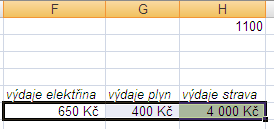 F G H
1100
výdaje elektřina výdaje plyn výdaje strava
650 Kč 400 Kč 4 000 Kč